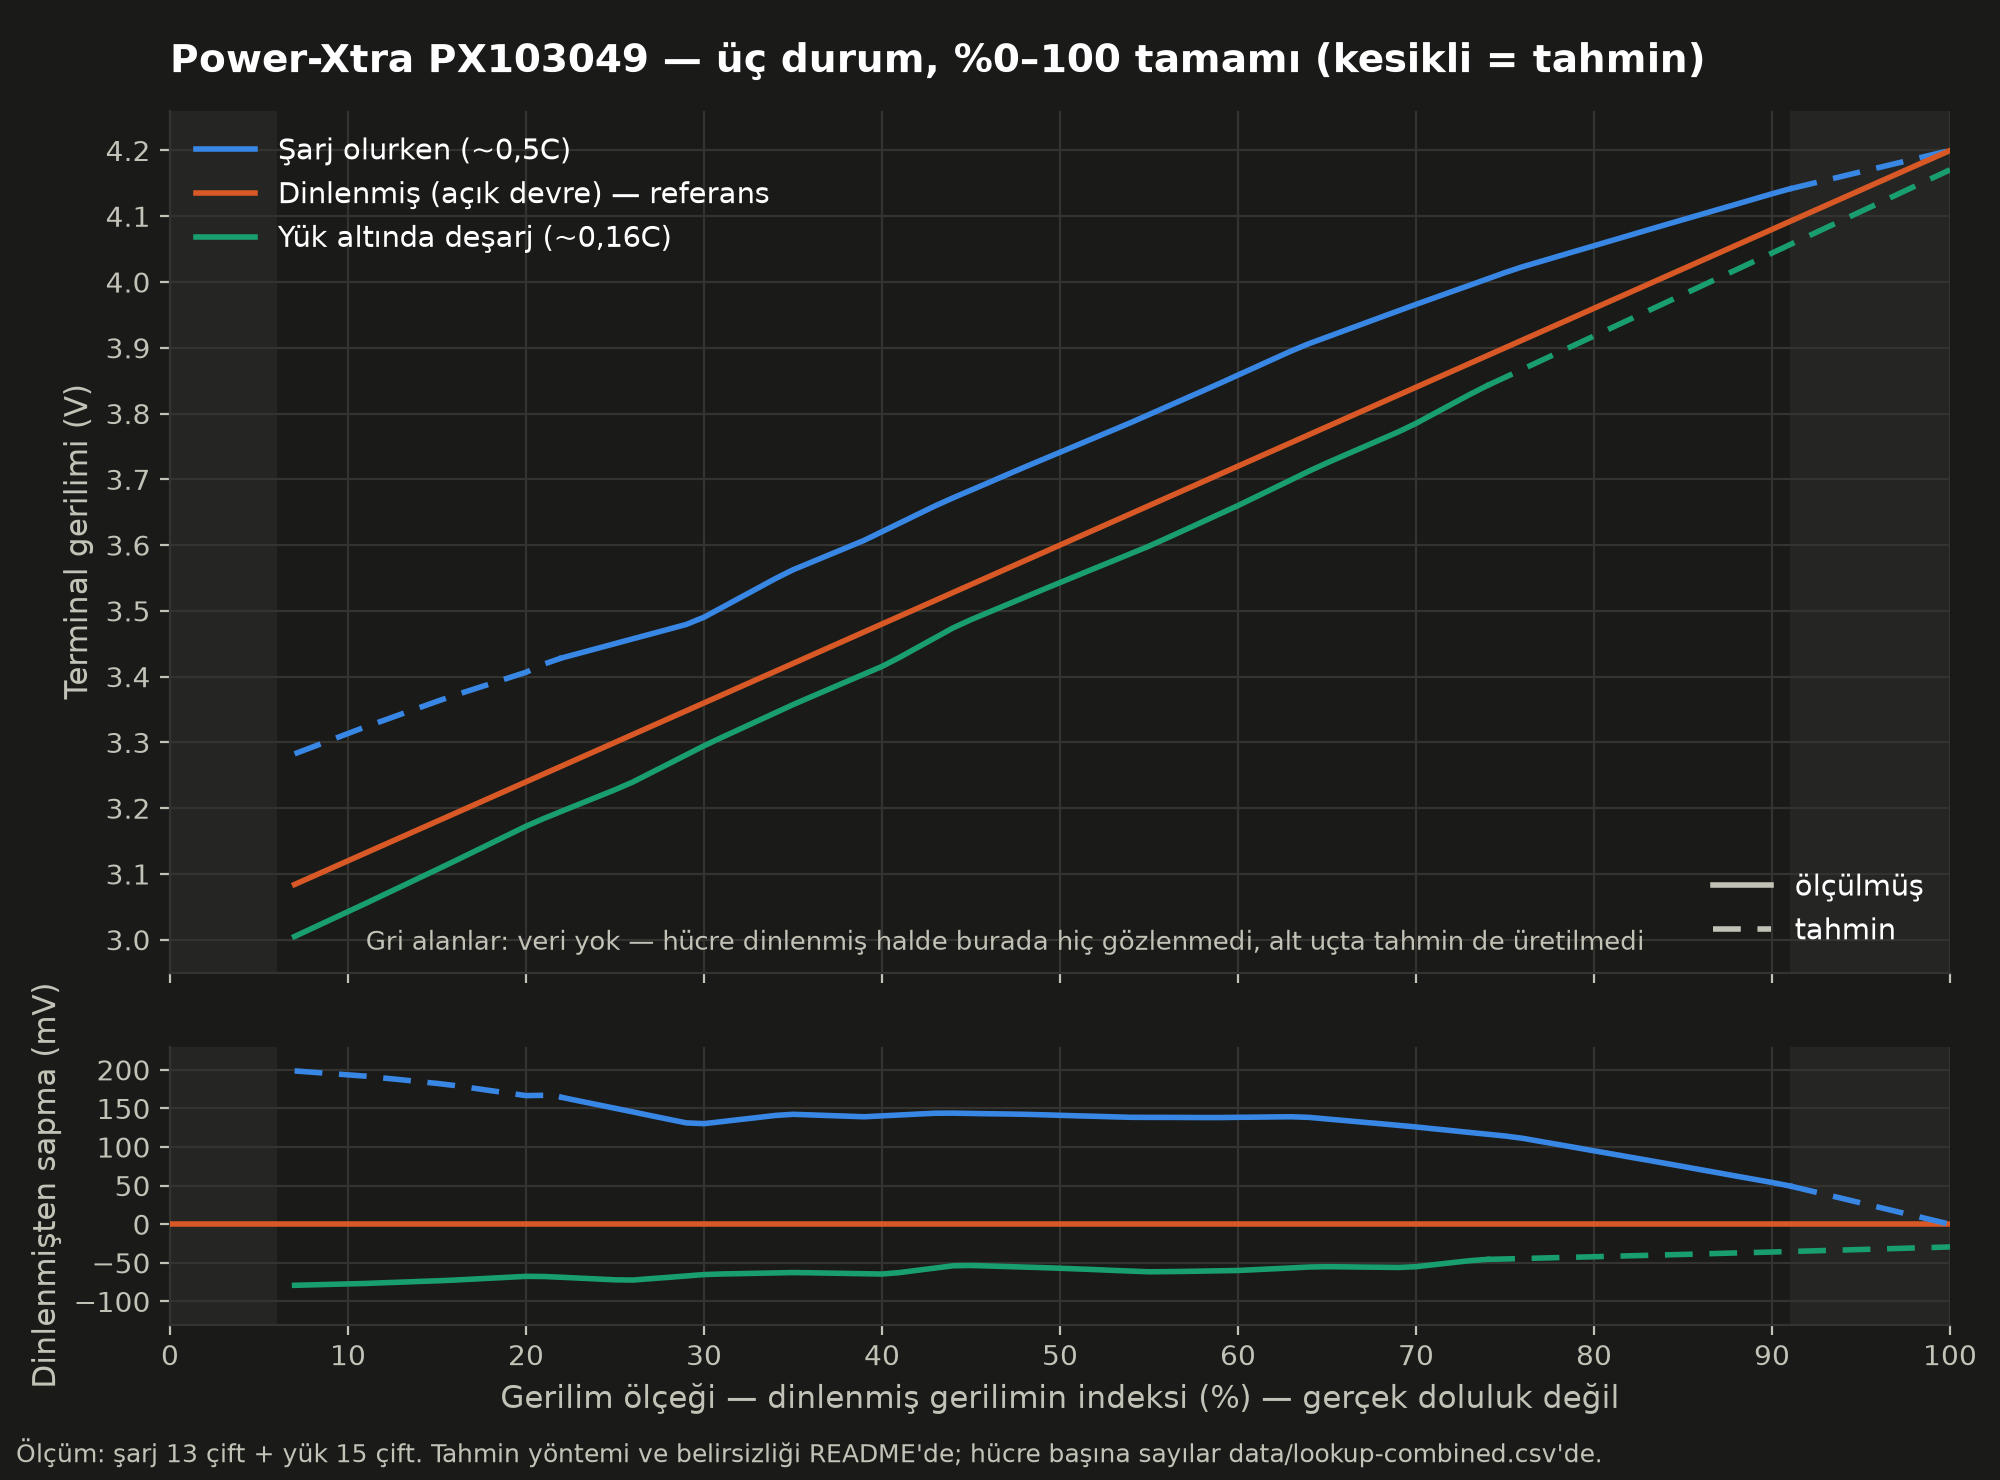 Power-Xtra PX103049 — üç durum, %0–100 tamamı (kesikli = tahmin)
Şarj olurken (~0,5C)
Dinlenmiş (açık devre) — referans
Yük altında deşarj (~0,16C)
Terminal gerilimi (V)
4.2
4.1
4.0
3.9
3.8
3.7
3.6
3.5
3.4
3.3
3.2
3.1
3.0
ölçülmüş
tahmin
Gri alanlar: veri yok — hücre dinlenmiş halde burada hiç gözlenmedi, alt uçta tahmin de üretilmedi
Dinlenmişten sapma (mV)
200
150
100
50
0
−50
−100
0 10 20 30 40 50 60 70 80 90 100
Gerilim ölçeği — dinlenmiş gerilimin indeksi (%) — gerçek doluluk değil
Ölçüm: şarj 13 çift + yük 15 çift. Tahmin yöntemi ve belirsizliği README'de; hücre başına sayılar data/lookup-combined.csv'de.